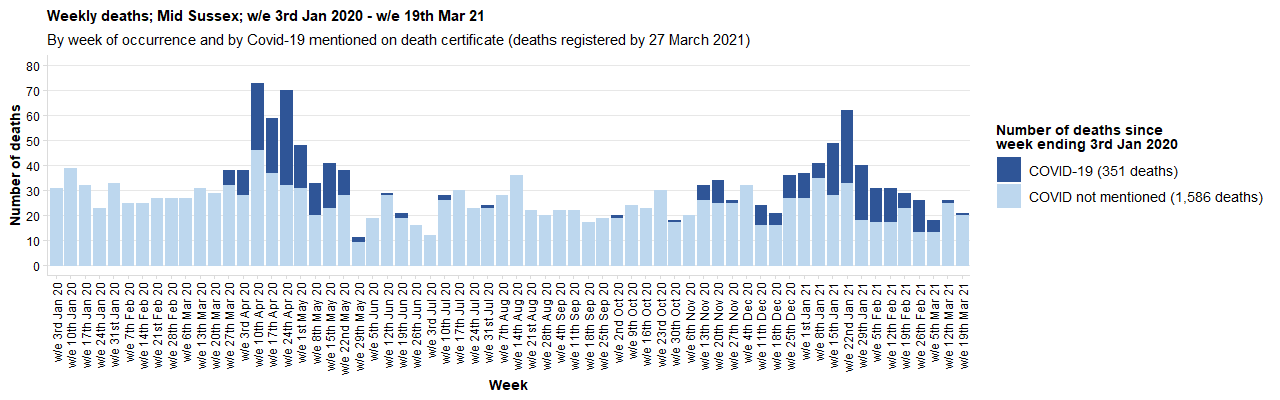 Weekly deaths; Mid Sussex; w/e 3rd Jan 2020 - w/e 19th Mar 21
By week of occurrence and by Covid-19 mentioned on death certificate (deaths registered by 27 March 2021)
Number of deaths
80
70
60
50
40
30
20
10
0
w/e 3rd Jan 20
w/e 10th Jan 20
w/e 17th Jan 20
w/e 24th Jan 20
w/e 31st Jan 20
w/e 7th Feb 20
w/e 14th Feb 20
w/e 21st Feb 20
w/e 28th Feb 20
w/e 6th Mar 20
w/e 13th Mar 20
w/e 20th Mar 20
w/e 27th Mar 20
w/e 3rd Apr 20
w/e 10th Apr 20
w/e 17th Apr 20
w/e 24th Apr 20
w/e 1st May 20
w/e 8th May 20
w/e 15th May 20
w/e 22nd May 20
w/e 29th May 20
w/e 5th Jun 20
w/e 12th Jun 20
w/e 19th Jun 20
w/e 26th Jun 20
w/e 3rd Jul 20
w/e 10th Jul 20
w/e 17th Jul 20
w/e 24th Jul 20
w/e 31st Jul 20
w/e 7th Aug 20
w/e 14th Aug 20
w/e 21st Aug 20
w/e 28th Aug 20
w/e 4th Sep 20
w/e 11th Sep 20
w/e 18th Sep 20
w/e 25th Sep 20
w/e 2nd Oct 20
w/e 9th Oct 20
w/e 16th Oct 20
w/e 23rd Oct 20
w/e 30th Oct 20
w/e 6th Nov 20
w/e 13th Nov 20
w/e 20th Nov 20
w/e 27th Nov 20
w/e 4th Dec 20
w/e 11th Dec 20
w/e 18th Dec 20
w/e 25th Dec 20
w/e 1st Jan 21
w/e 8th Jan 21
w/e 15th Jan 21
w/e 22nd Jan 21
w/e 29th Jan 21
w/e 5th Feb 21
w/e 12th Feb 21
w/e 19th Feb 21
w/e 26th Feb 21
w/e 5th Mar 21
w/e 12th Mar 21
w/e 19th Mar 21
Week
Number of deaths since
week ending 3rd Jan 2020
COVID-19 (351 deaths)
COVID not mentioned (1,586 deaths)